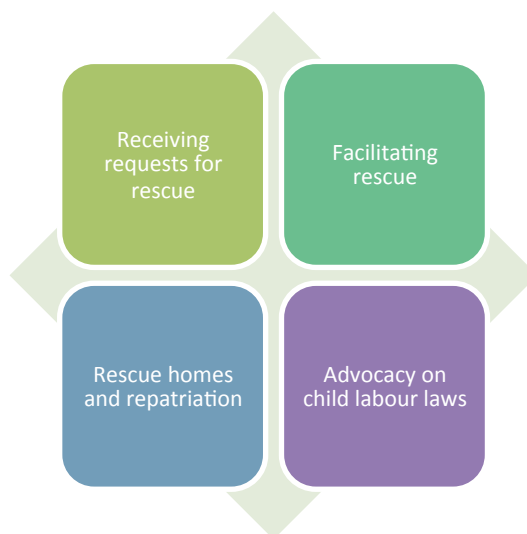 Receiving
requests for
rescue
Facilitating
rescue
Rescue homes
and repatriation
Advocacy on
child labour laws